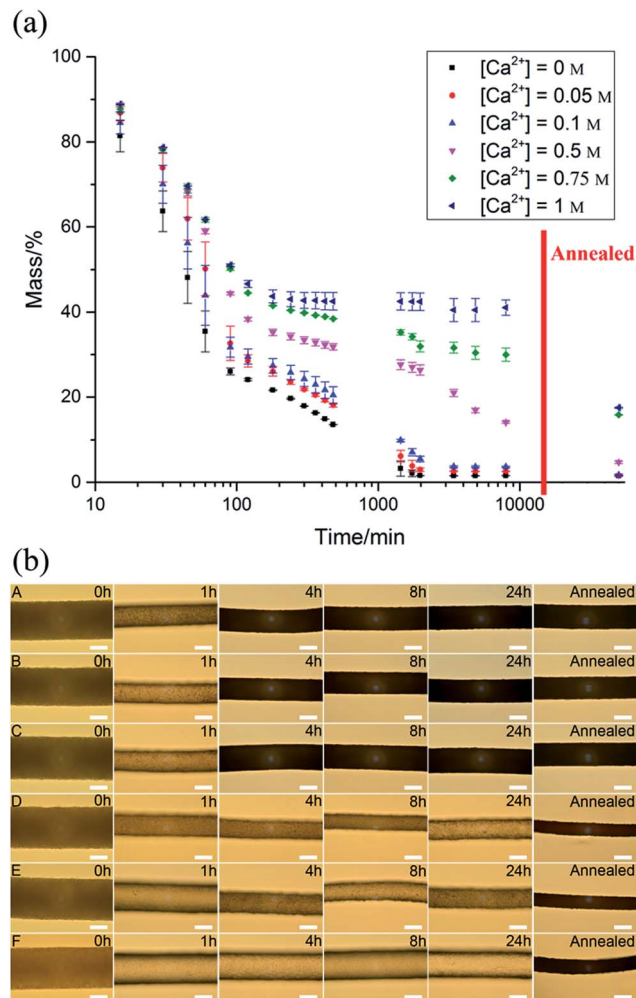 (a)
100
80
60
40
20
0
Mass/%
10
100
1000
10000
Time/min
[Ca²⁺] = 0 M
[Ca²⁺] = 0.05 M
[Ca²⁺] = 0.1 M
[Ca²⁺] = 0.5 M
[Ca²⁺] = 0.75 M
[Ca²⁺] = 1 M
Annealed
(b)
A 0h 1h 4h 8h 24h Annealed
B 0h 1h 4h 8h 24h Annealed
C 0h 1h 4h 8h 24h Annealed
D 0h 1h 4h 8h 24h Annealed
E 0h 1h 4h 8h 24h Annealed
F 0h 1h 4h 8h 24h Annealed